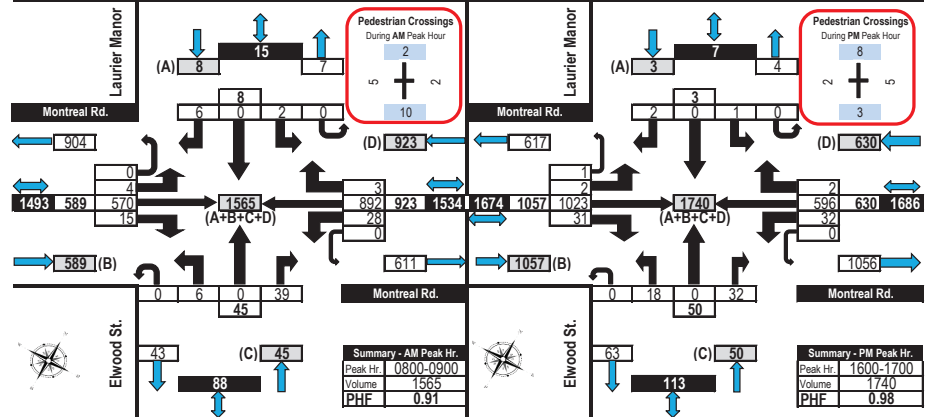 Laurier Manor
15
(A) 8
7
Pedestrian Crossings
During AM Peak Hour
2
5
2
10
8
6 0 2 0
Montreal Rd.
904
(D) 923
0
4
570
15
1493 589
1565
(A+B+C+D)
3
892
28
0
923 1534
589 (B)
611
0 6 0 39
45
Montreal Rd.
Elwood St.
43
(C) 45
88
Summary - AM Peak Hr.
Peak Hr. 0800-0900
Volume 1565
PHF 0.91
Laurier Manor
7
(A) 3
4
Pedestrian Crossings
During PM Peak Hour
8
2
5
3
3
2 0 1 0
Montreal Rd.
617
(D) 630
1
2
1023
31
1674 1057
1740
(A+B+C+D)
2
596
32
0
630 1686
1057 (B)
1056
0 18 0 32
50
Montreal Rd.
Elwood St.
63
(C) 50
113
Summary - PM Peak Hr.
Peak Hr. 1600-1700
Volume 1740
PHF 0.98